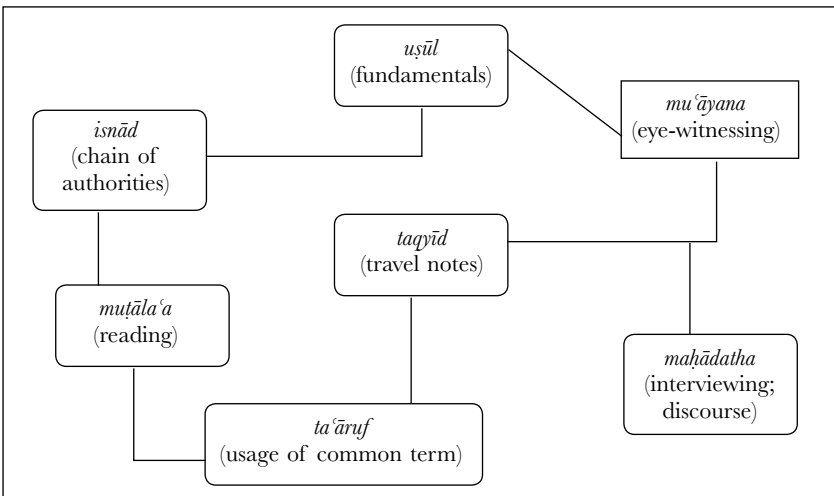 uṣūl
(fundamentals)
muʿāyana
(eye-witnessing)
isnād
(chain of
authorities)
taqyīd
(travel notes)
muṭālaʿa
(reading)
maḥādatha
(interviewing;
discourse)
taʿāruf
(usage of common term)